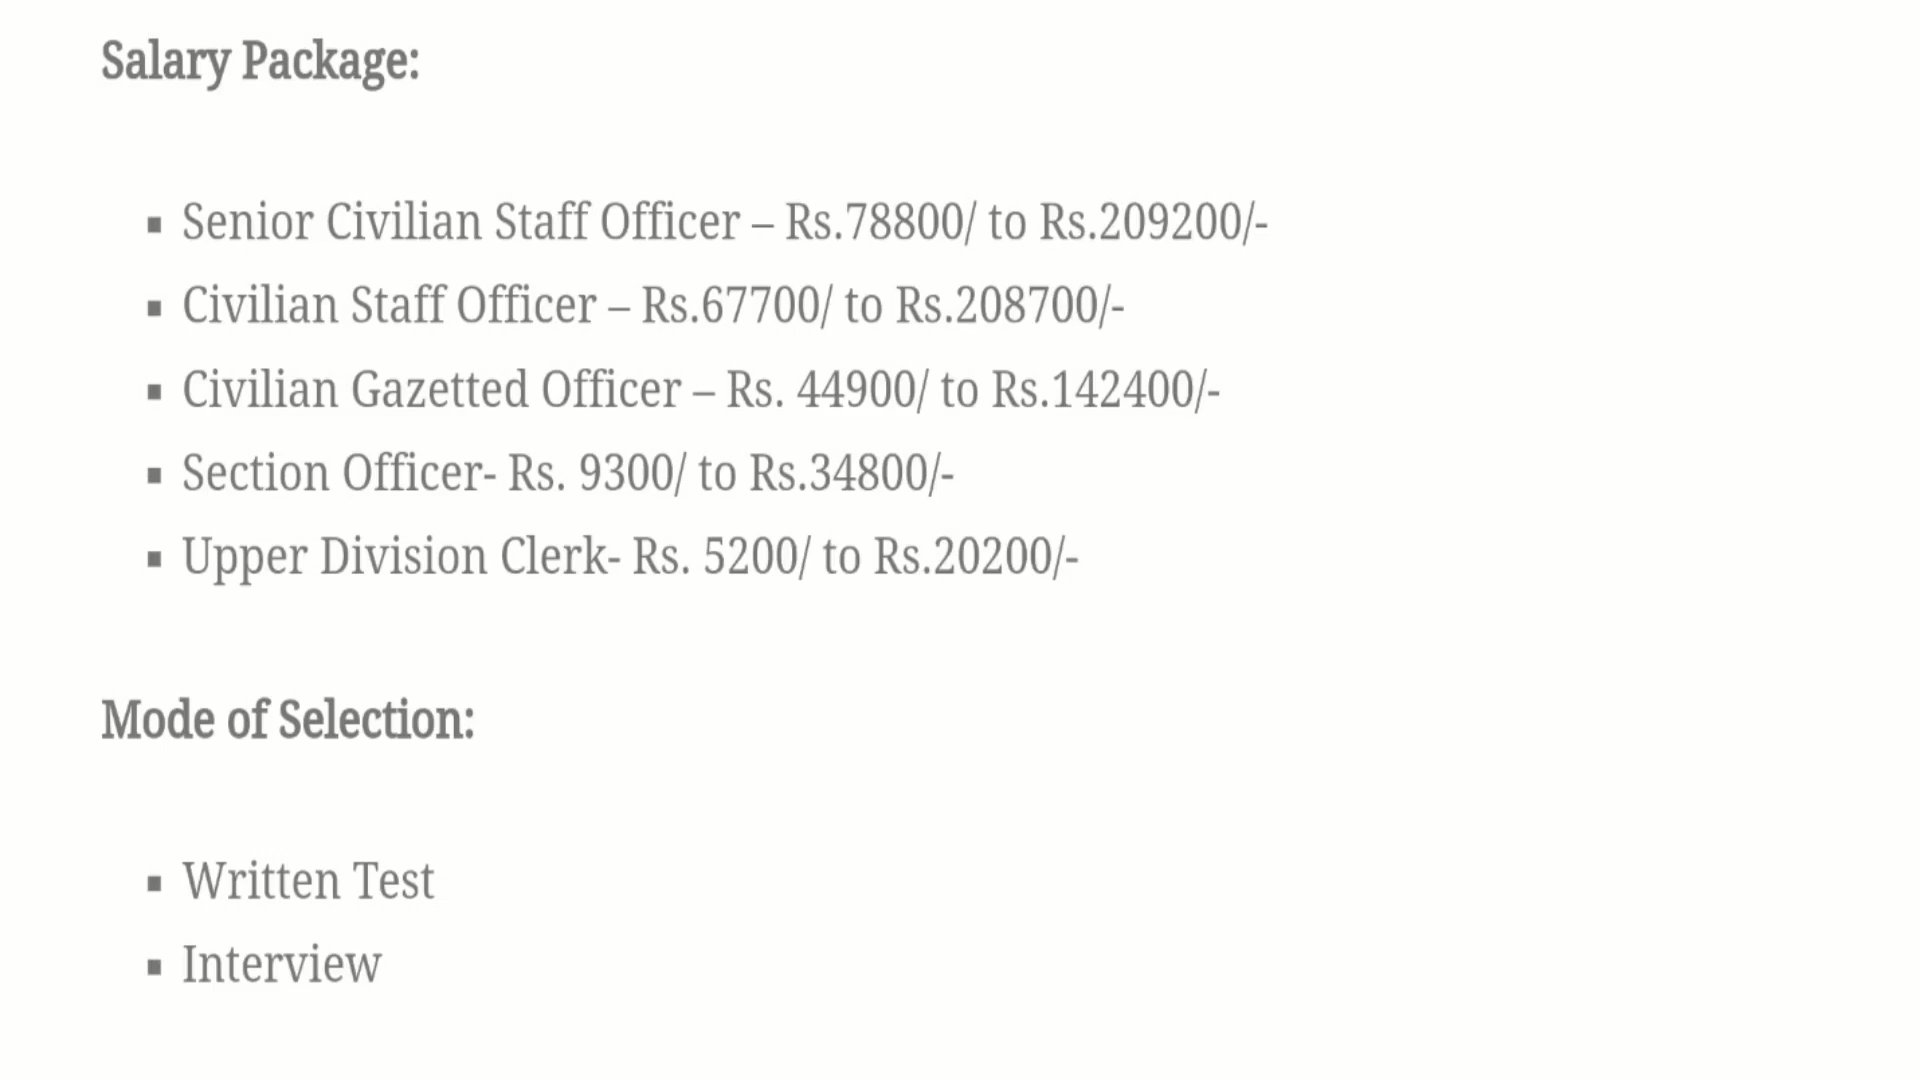 Salary Package:
▪ Senior Civilian Staff Officer – Rs.78800/ to Rs.209200/-
▪ Civilian Staff Officer – Rs.67700/ to Rs.208700/-
▪ Civilian Gazetted Officer – Rs. 44900/ to Rs.142400/-
▪ Section Officer- Rs. 9300/ to Rs.34800/-
▪ Upper Division Clerk- Rs. 5200/ to Rs.20200/-
Mode of Selection:
▪ Written Test
▪ Interview